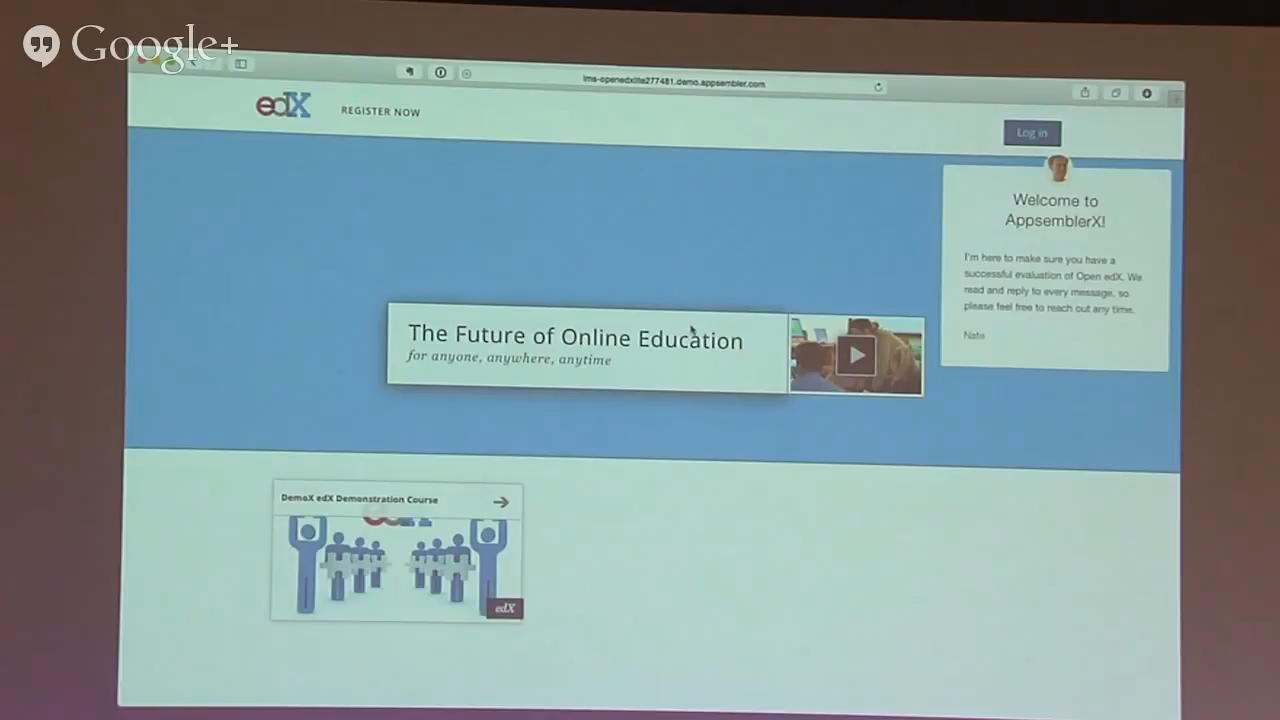 Google+
lms-openedxlite277481.demo.appsembler.com
edX
REGISTER NOW
Log in
Welcome to
AppsemblerX!
I'm here to make sure you have a
successful evaluation of Open edX. We
read and reply to every message, so
please feel free to reach out any time.
Nate
The Future of Online Education
for anyone, anywhere, anytime
DemoX edX Demonstration Course
edX